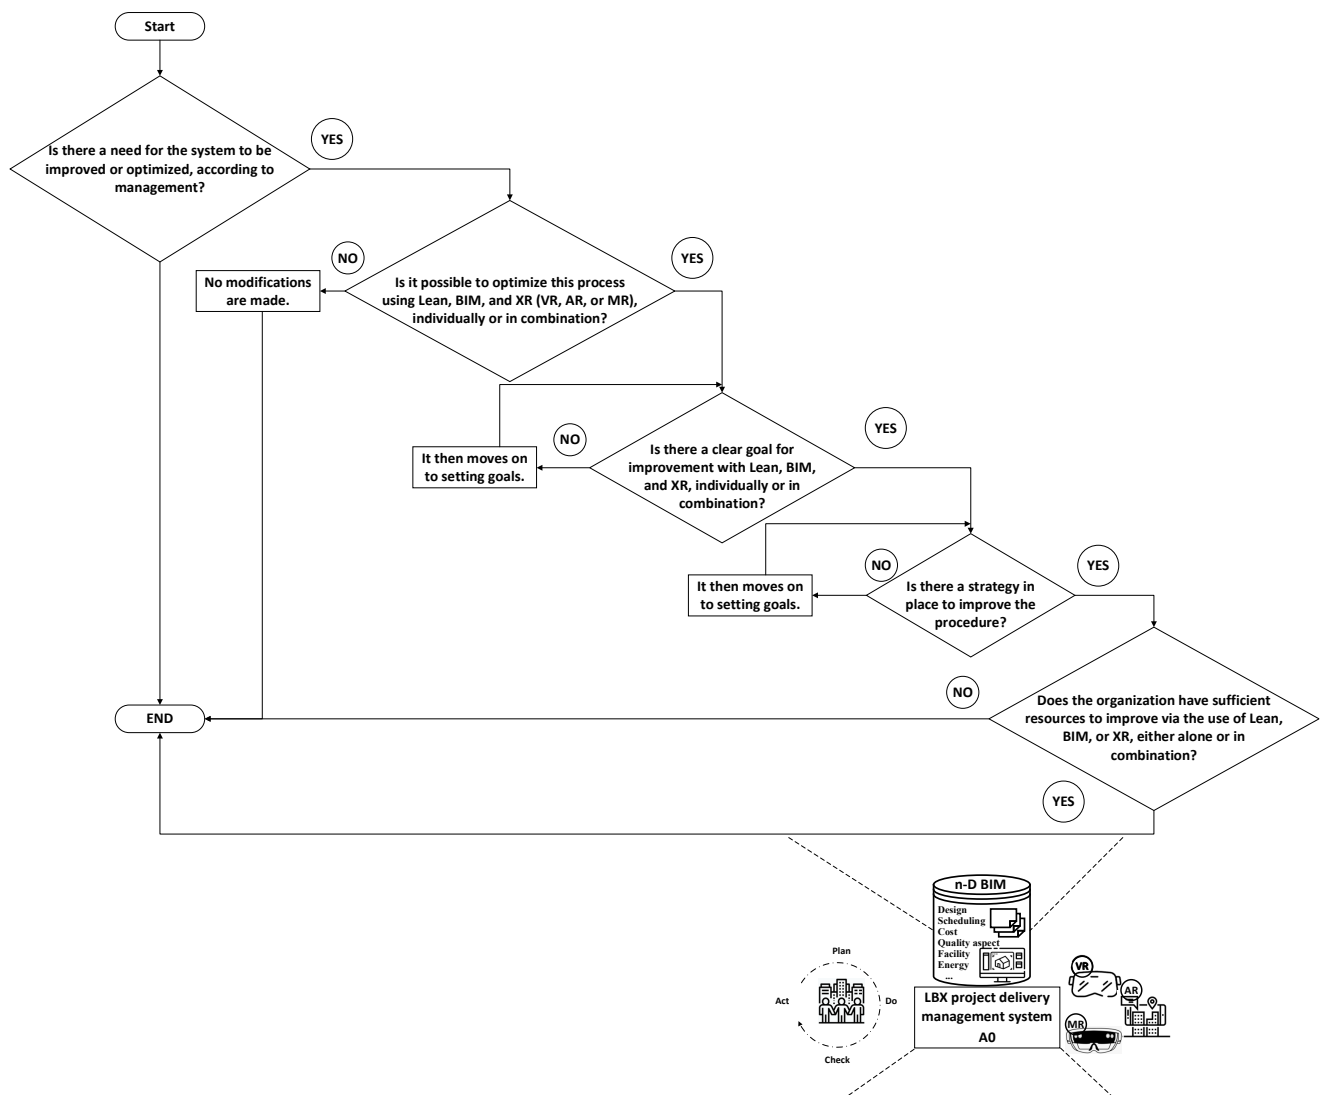 Start
Is there a need for the system to be
improved or optimized, according to
management?
YES
NO
YES
No modifications
are made.
Is it possible to optimize this process
using Lean, BIM, and XR (VR, AR, or MR),
individually or in combination?
NO
YES
It then moves on
to setting goals.
Is there a clear goal for
improvement with Lean, BIM,
and XR, individually or in
combination?
NO
YES
It then moves on
to setting goals.
Is there a strategy in
place to improve the
procedure?
NO
END
Does the organization have sufficient
resources to improve via the use of Lean,
BIM, or XR, either alone or in
combination?
YES
n-D BIM
Design
Scheduling
Cost
Quality aspect
Facility
Energy
...
Plan
Act
Do
Check
LBX project delivery
management system
A0
VR
AR
MR